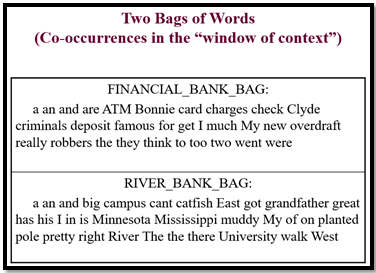 Two Bags of Words
(Co-occurrences in the “window of context”)
FINANCIAL_BANK_BAG:
a an and are ATM Bonnie card charges check Clyde
criminals deposit famous for get I much My new overdraft
really robbers the they think to too two went were
RIVER_BANK_BAG:
a an and big campus cant catfish East got grandfather great
has his I in is Minnesota Mississippi muddy My of on planted
pole pretty right River The the there University walk West